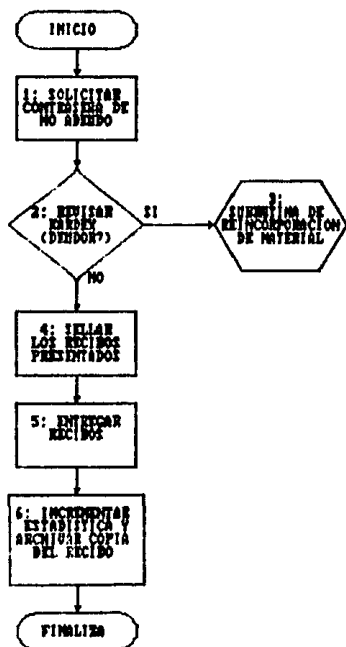 INICIO
1: SOLICITAR
CONTRASEÑA DE
NO ADEUDO
2: REVISAR
KARDEX
(DEUDOR?)
SI
3:
SUBRUTINA DE
REINCORPORACION
DE MATERIAL
NO
4: SELLAR
LOS RECIBOS
PRESENTADOS
5: ENTREGAR
RECIBOS
6: INCREMENTAR
ESTADISTICA Y
ARCHIVAR COPIA
DEL RECIBO
FINALIZA